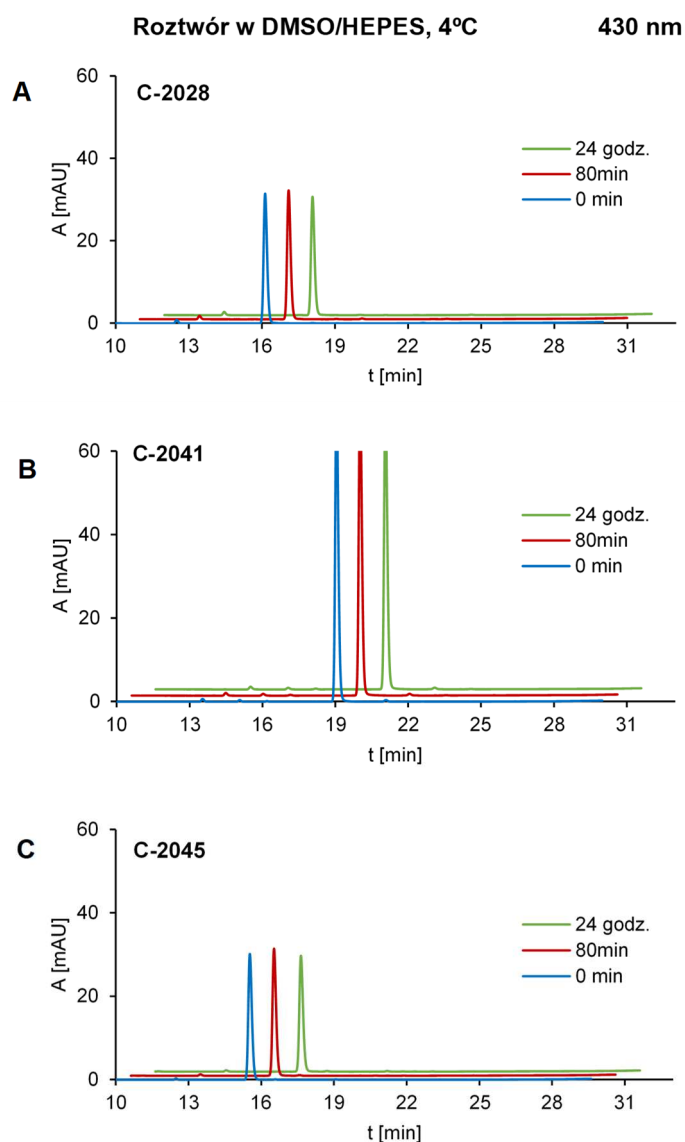 Roztwór w DMSO/HEPES, 4ºC 430 nm
A
C-2028
60
40
20
0
A [mAU]
24 godz.
80min
0 min
10 13 16 19 22 25 28 31
t [min]
B
C-2041
60
40
20
0
A [mAU]
24 godz.
80min
0 min
10 13 16 19 22 25 28 31
t [min]
C
C-2045
60
40
20
0
A [mAU]
24 godz.
80min
0 min
10 13 16 19 22 25 28 31
t [min]